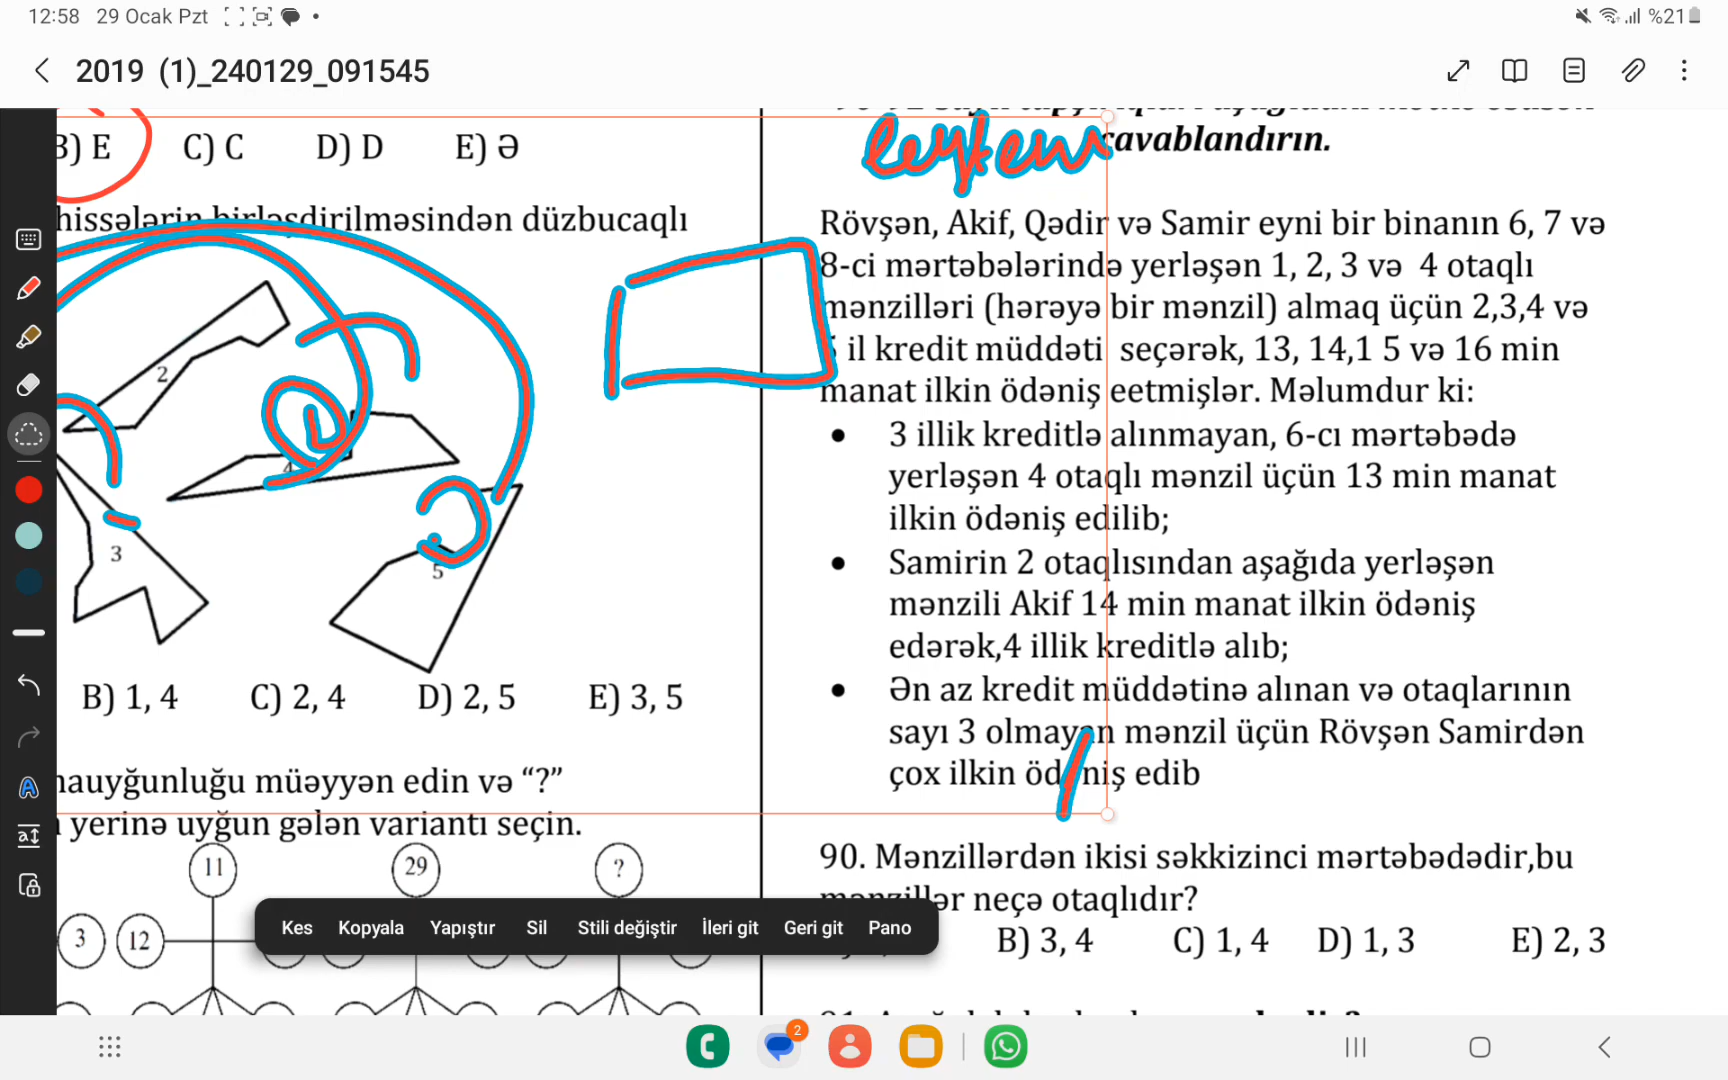 12:58 29 Ocak Pzt
%21
2019 (1)_240129_091545
B) E C) C D) D E) Ə
hissələrin birləşdirilməsindən düzbucaqlı
2
4
3
5
B) 1, 4 C) 2, 4 D) 2, 5 E) 3, 5
yerinə uyğun gələn variantı seçin.
11 29 ?
3 12
leykem
cavablandırın.
Rövşən, Akif, Qədir və Samir eyni bir binanın 6, 7 və
8-ci mərtəbələrində yerləşən 1, 2, 3 və 4 otaqlı
mənzilləri (hərəyə bir mənzil) almaq üçün 2,3,4 və
il kredit müddəti seçərək, 13, 14,1 5 və 16 min
manat ilkin ödəniş eetmişlər. Məlumdur ki:
• 3 illik kreditlə alınmayan, 6-cı mərtəbədə
yerləşən 4 otaqlı mənzil üçün 13 min manat
ilkin ödəniş edilib;
• Samirin 2 otaqlısından aşağıda yerləşən
mənzili Akif 14 min manat ilkin ödəniş
edərək,4 illik kreditlə alıb;
• Ən az kredit müddətinə alınan və otaqlarının
sayı 3 olmayan mənzil üçün Rövşən Samirdən
çox ilkin ödəniş edib
90. Mənzillərdən ikisi səkkizinci mərtəbədədir,bu
mənzillər neçə otaqlıdır?
B) 3, 4 C) 1, 4 D) 1, 3 E) 2, 3
Kes Kopyala Yapıştır Sil Stili değiştir İleri git Geri git Pano
2